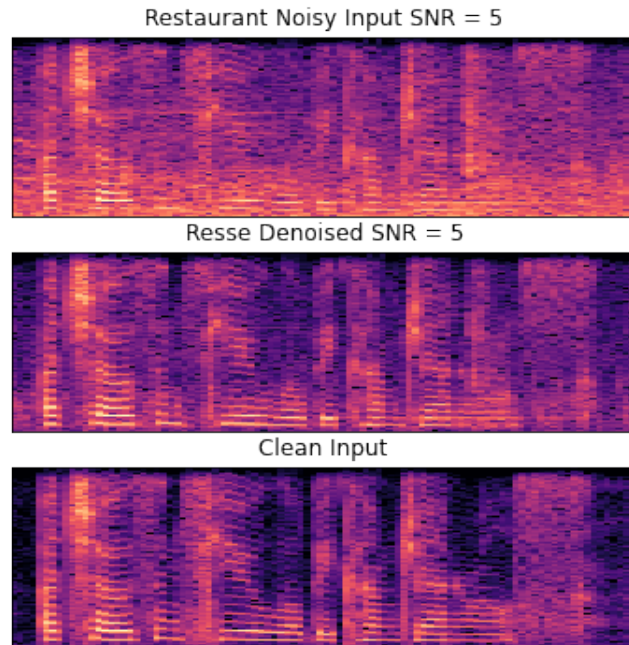 Restaurant Noisy Input SNR = 5
Resse Denoised SNR = 5
Clean Input